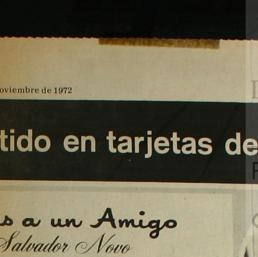 oviembre de 1972
tido en tarjetas de
s a un Amigo
Salvador Novo